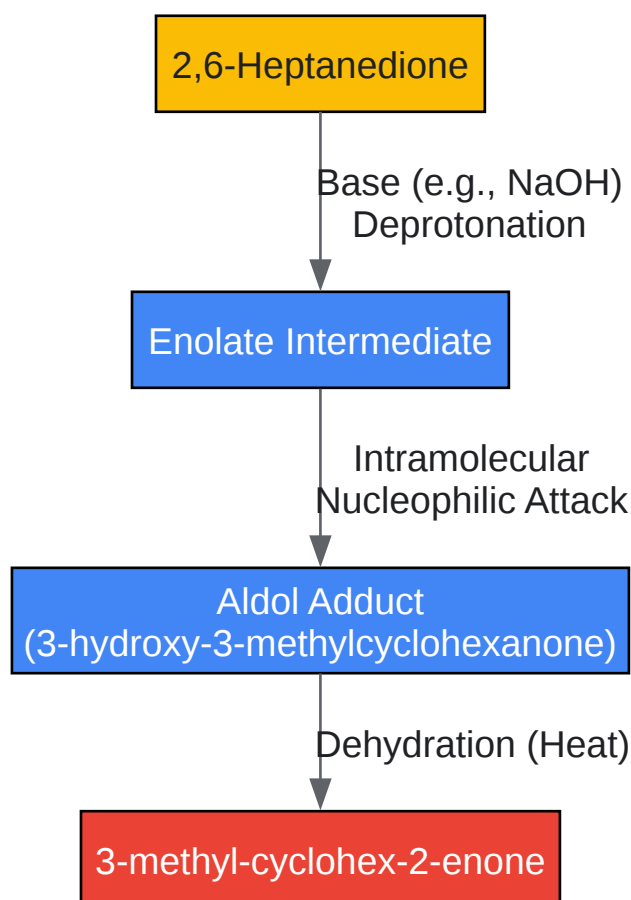 2,6-Heptanedione
Base (e.g., NaOH)
Deprotonation
Enolate Intermediate
Intramolecular
Nucleophilic Attack
Aldol Adduct
(3-hydroxy-3-methylcyclohexanone)
Dehydration (Heat)
3-methyl-cyclohex-2-enone